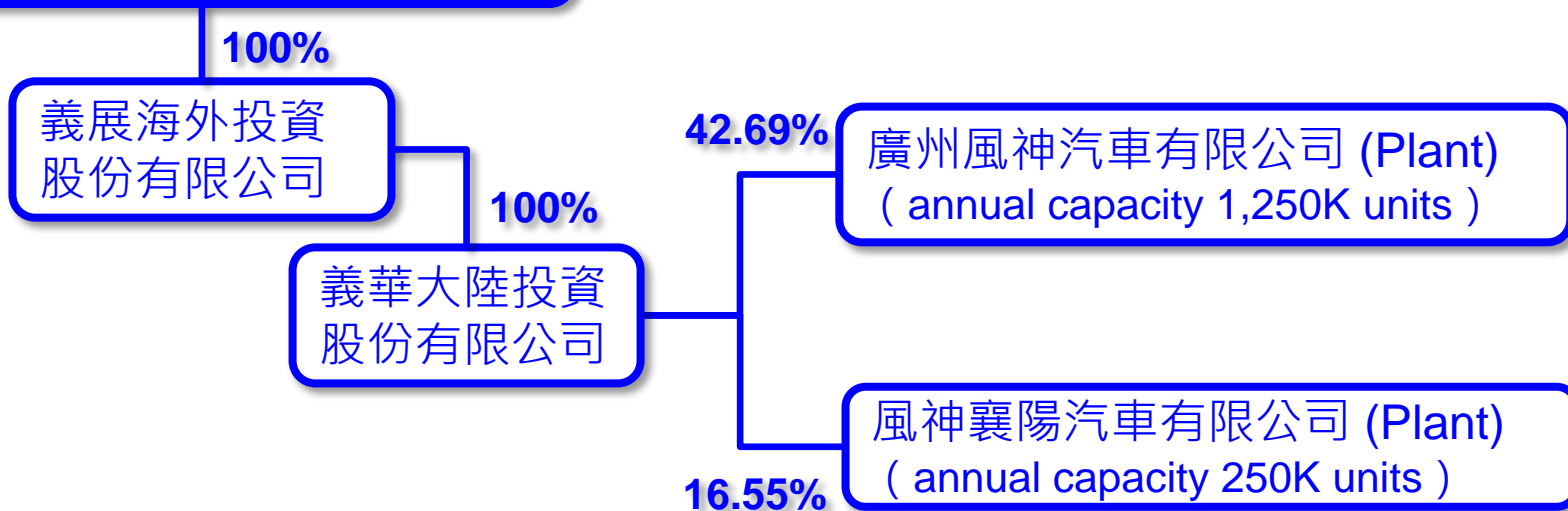 100%
義展海外投資
股份有限公司
100%
義華大陸投資
股份有限公司
42.69%
廣州風神汽車有限公司 (Plant)
（annual capacity 1,250K units）
風神襄陽汽車有限公司 (Plant)
（annual capacity 250K units）
16.55%